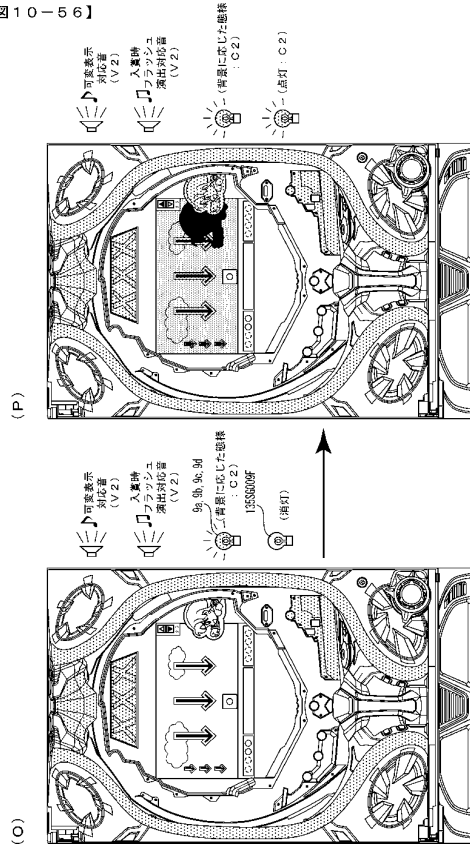 【図10-56】
(O)
♪可変表示
対応音
(V2)
♫入賞時
フラッシュ
演出対応音
(V2)
9a, 9b, 9c, 9d
(背景に応じた態様
:C2)
135SG009F
(消灯)
(P)
♪可変表示
対応音
(V2)
♫入賞時
フラッシュ
演出対応音
(V2)
(背景に応じた態様
:C2)
(点灯:C2)